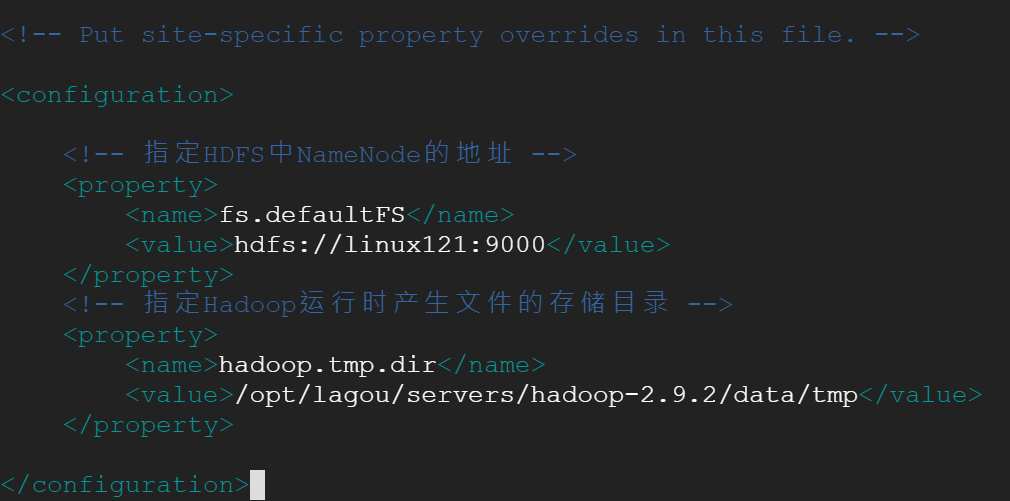 <!-- Put site-specific property overrides in this file. -->
<configuration>
<!-- 指定HDFS中NameNode的地址 -->
<property>
<name>fs.defaultFS</name>
<value>hdfs://linux121:9000</value>
</property>
<!-- 指定Hadoop运行时产生文件的存储目录 -->
<property>
<name>hadoop.tmp.dir</name>
<value>/opt/lagou/servers/hadoop-2.9.2/data/tmp</value>
</property>
</configuration>